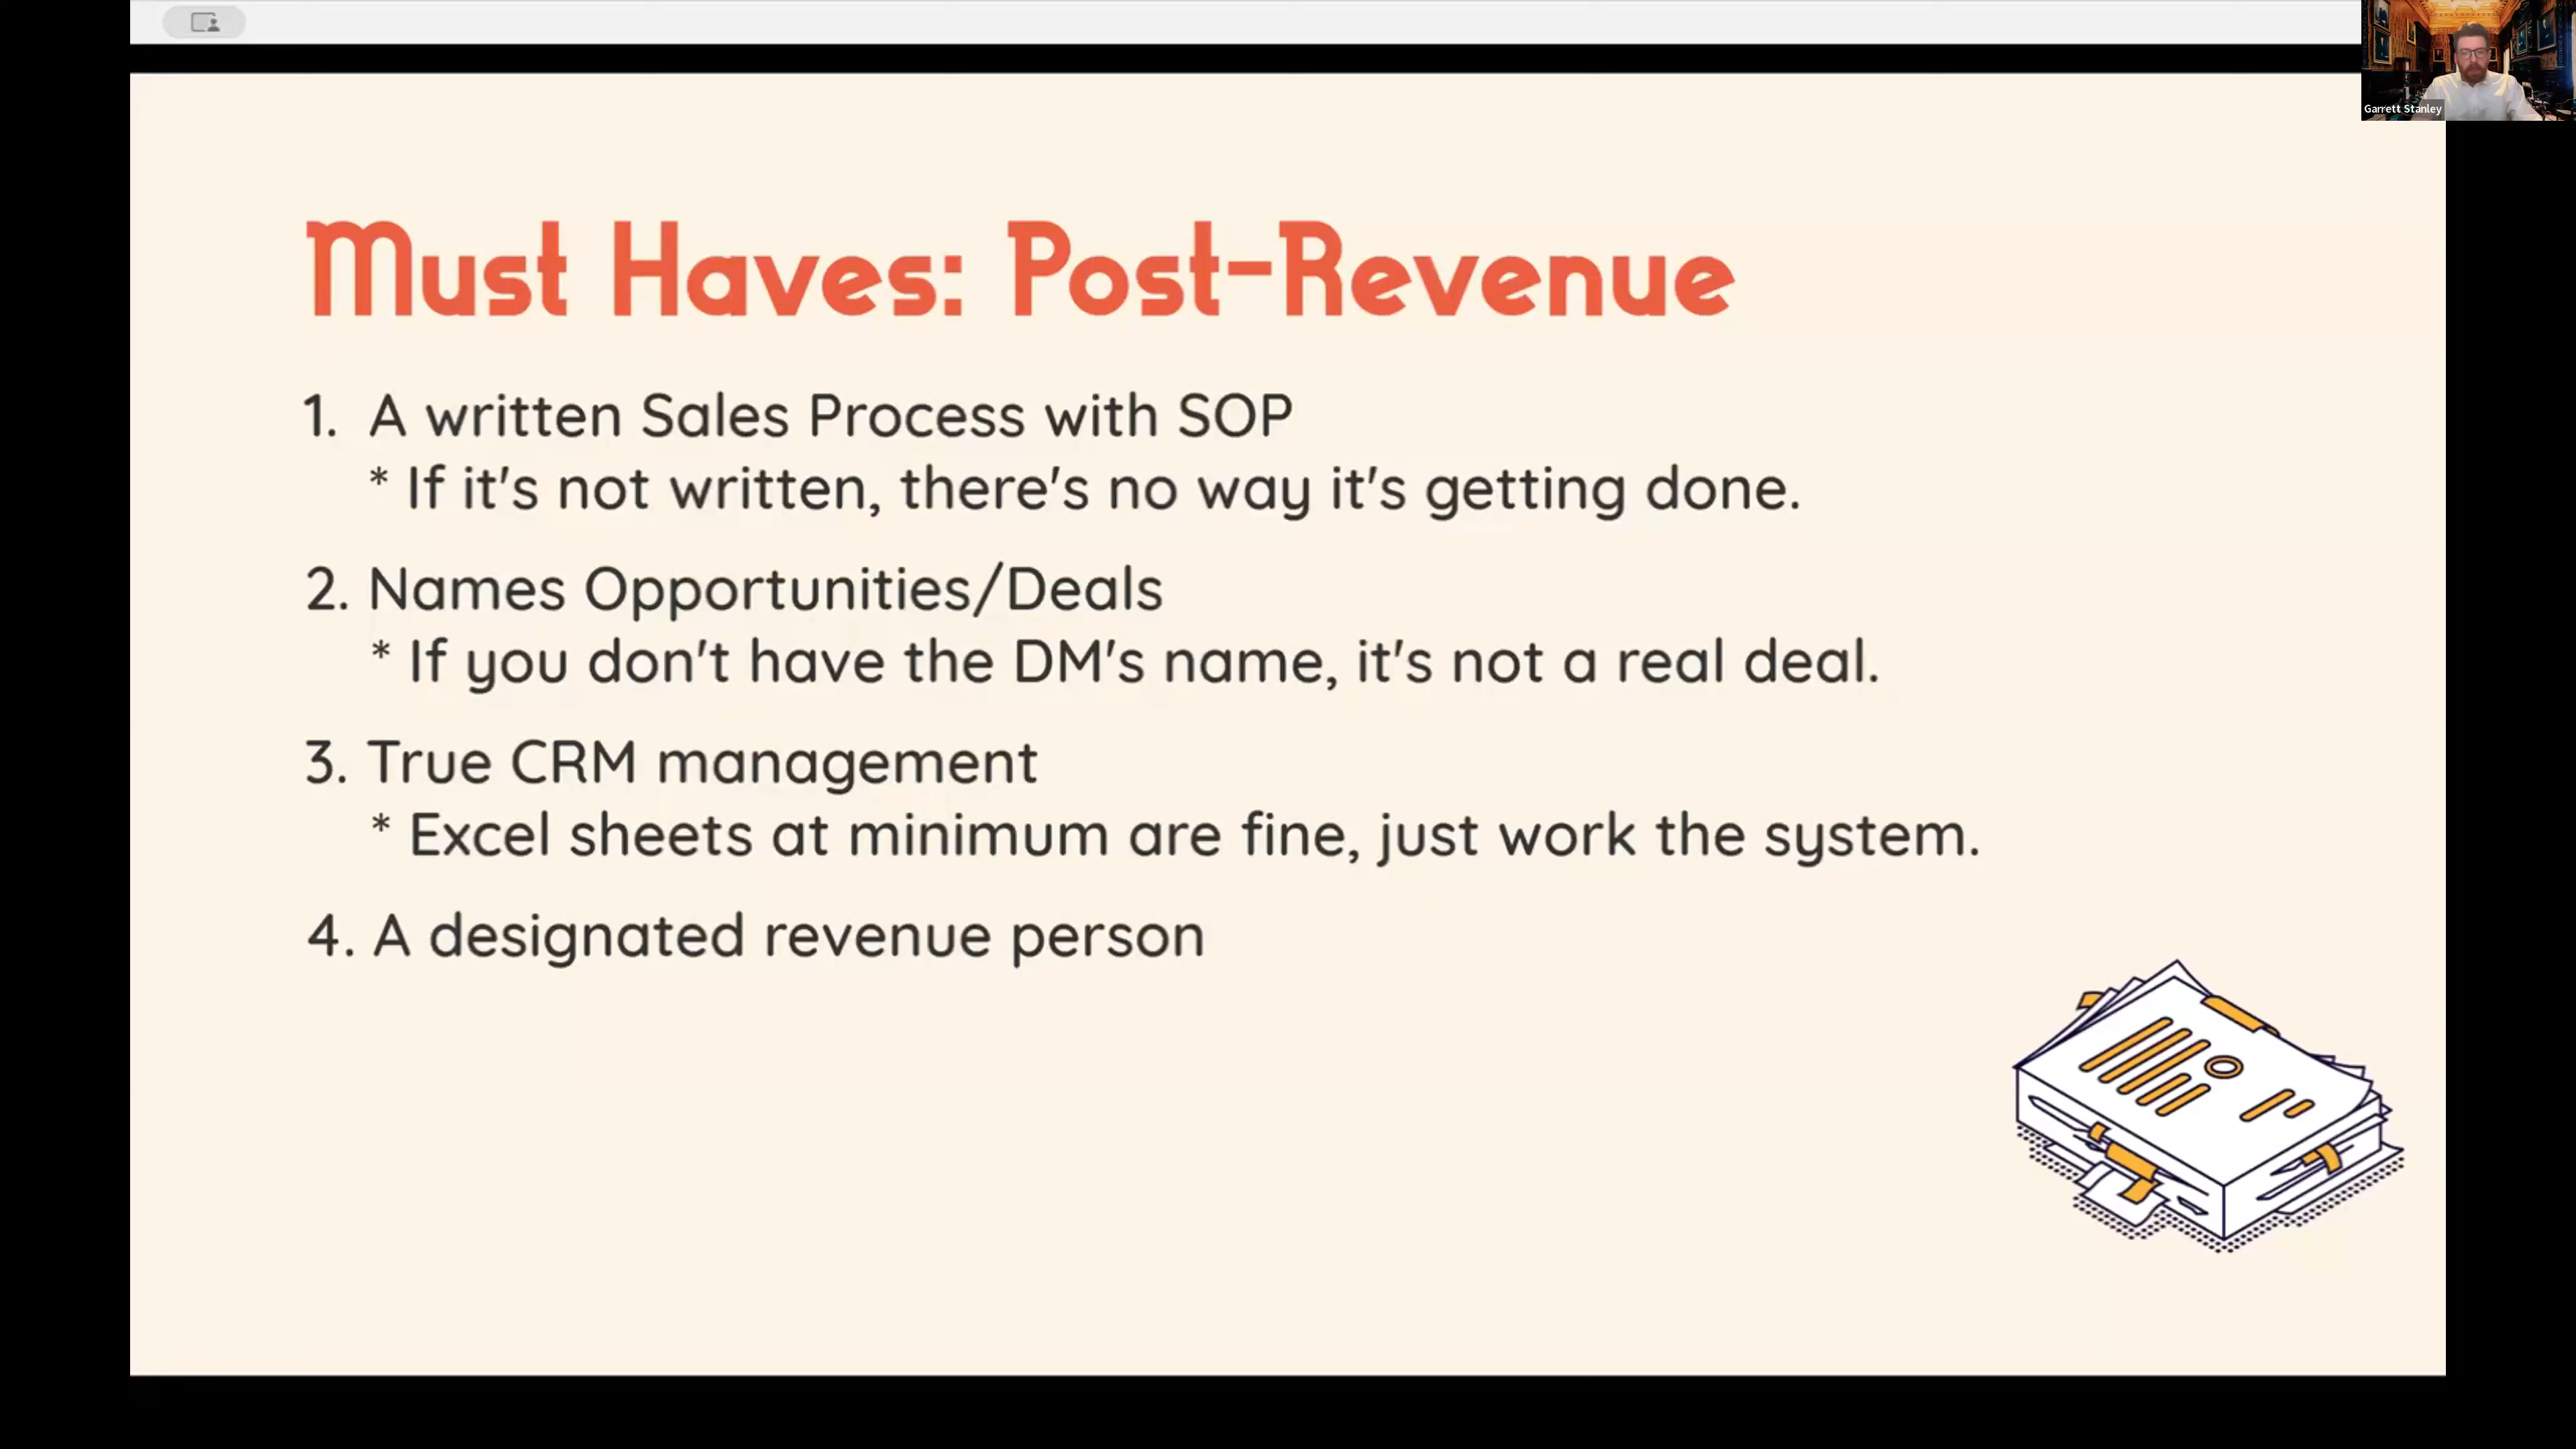 Garrett Stanley
Must Haves: Post-Revenue
1. A written Sales Process with SOP
* If it's not written, there's no way it's getting done.
2. Names Opportunities/Deals
* If you don't have the DM's name, it's not a real deal.
3. True CRM management
* Excel sheets at minimum are fine, just work the system.
4. A designated revenue person